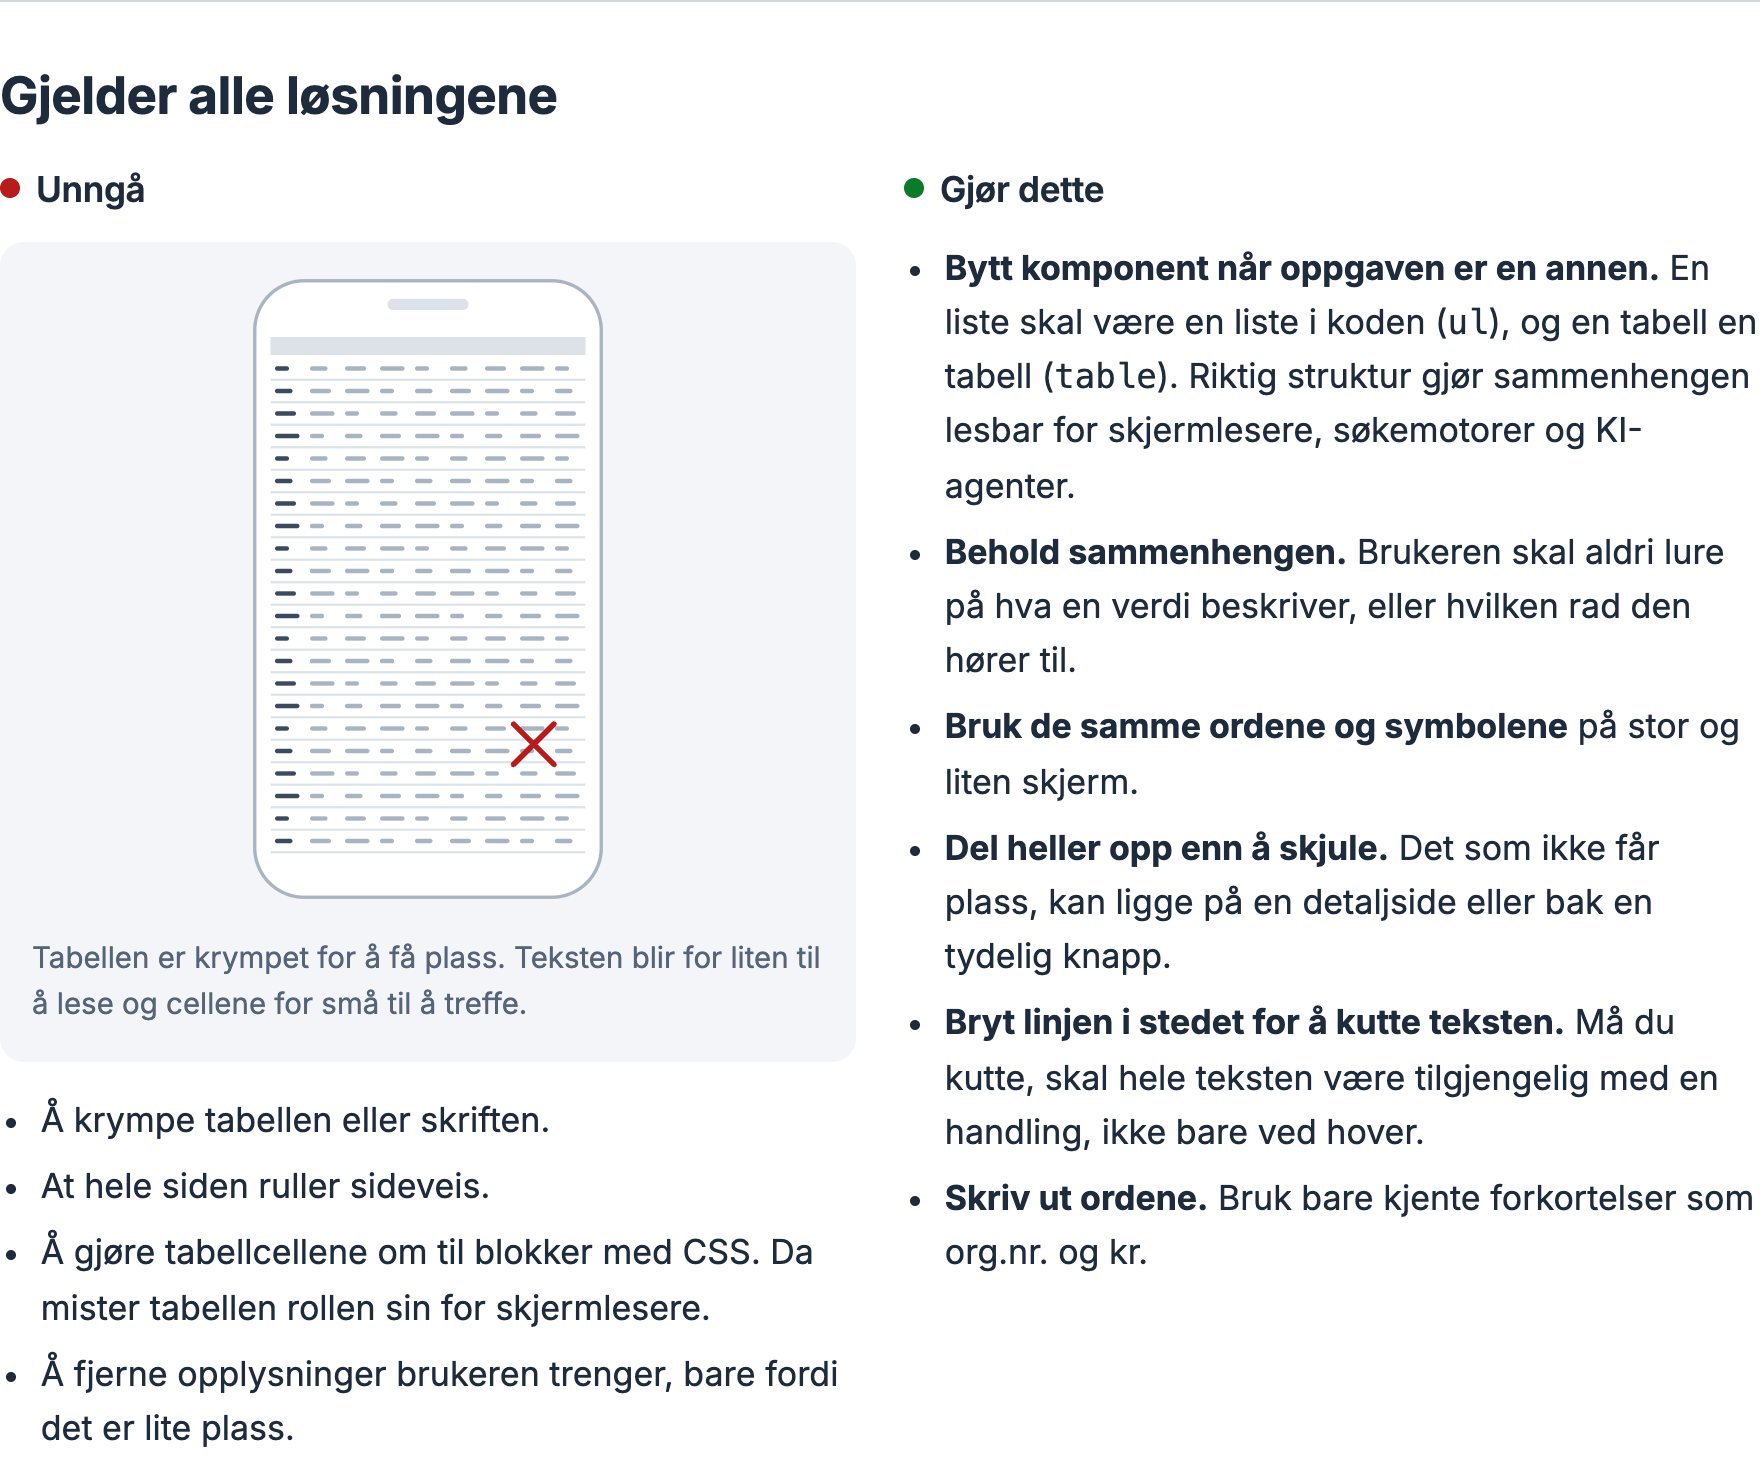 Gjelder alle løsningene
Unngå
Tabellen er krympet for å få plass. Teksten blir for liten til
å lese og cellene for små til å treffe.
• Å krympe tabellen eller skriften.
• At hele siden ruller sideveis.
• Å gjøre tabellcellene om til blokker med CSS. Da
mister tabellen rollen sin for skjermlesere.
• Å fjerne opplysninger brukeren trenger, bare fordi
det er lite plass.
Gjør dette
• Bytt komponent når oppgaven er en annen. En
liste skal være en liste i koden (ul), og en tabell en
tabell (table). Riktig struktur gjør sammenhengen
lesbar for skjermlesere, søkemotorer og KI-
agenter.
• Behold sammenhengen. Brukeren skal aldri lure
på hva en verdi beskriver, eller hvilken rad den
hører til.
• Bruk de samme ordene og symbolene på stor og
liten skjerm.
• Del heller opp enn å skjule. Det som ikke får
plass, kan ligge på en detaljside eller bak en
tydelig knapp.
• Bryt linjen i stedet for å kutte teksten. Må du
kutte, skal hele teksten være tilgjengelig med en
handling, ikke bare ved hover.
• Skriv ut ordene. Bruk bare kjente forkortelser som
org.nr. og kr.